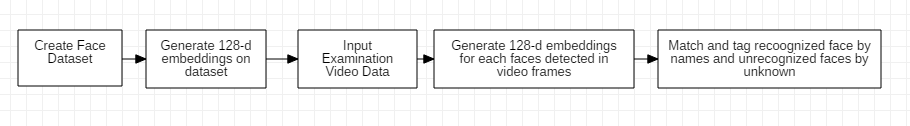 Create Face
Dataset
Generate 128-d
embeddings on
dataset
Input
Examination
Video Data
Generate 128-d embeddings
for each faces detected in
video frames
Match and tag recoognized face by
names and unrecognized faces by
unknown